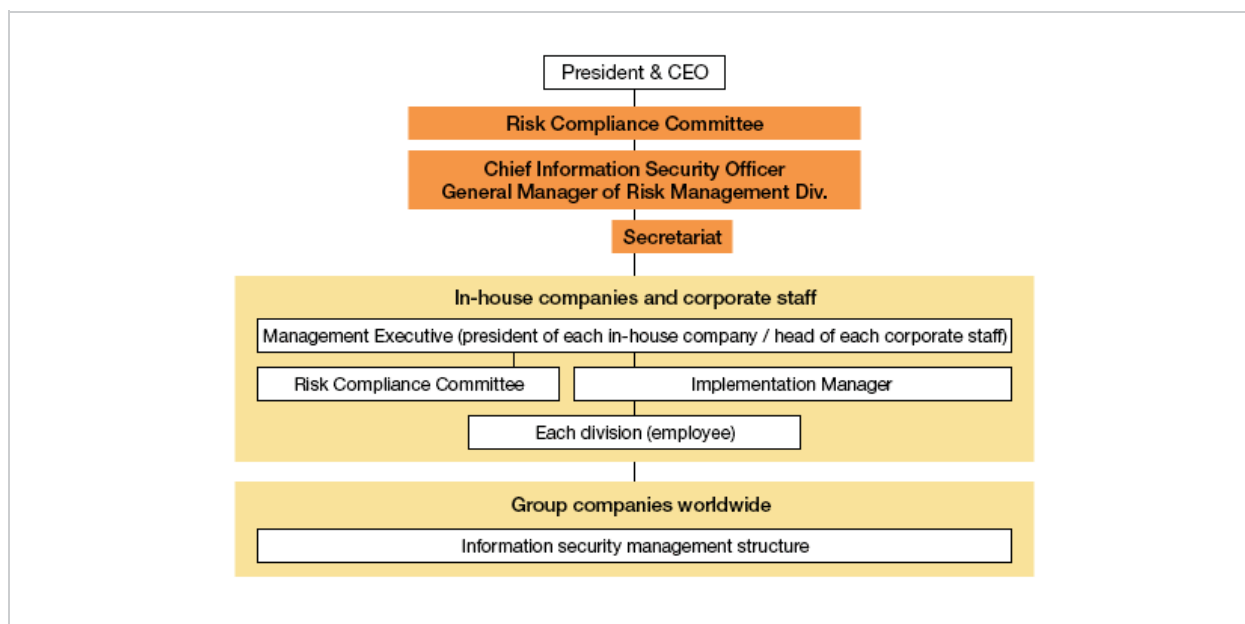 President & CEO
Risk Compliance Committee
Chief Information Security Officer
General Manager of Risk Management Div.
Secretariat
In-house companies and corporate staff
Management Executive (president of each in-house company / head of each corporate staff)
Risk Compliance Committee
Implementation Manager
Each division (employee)
Group companies worldwide
Information security management structure